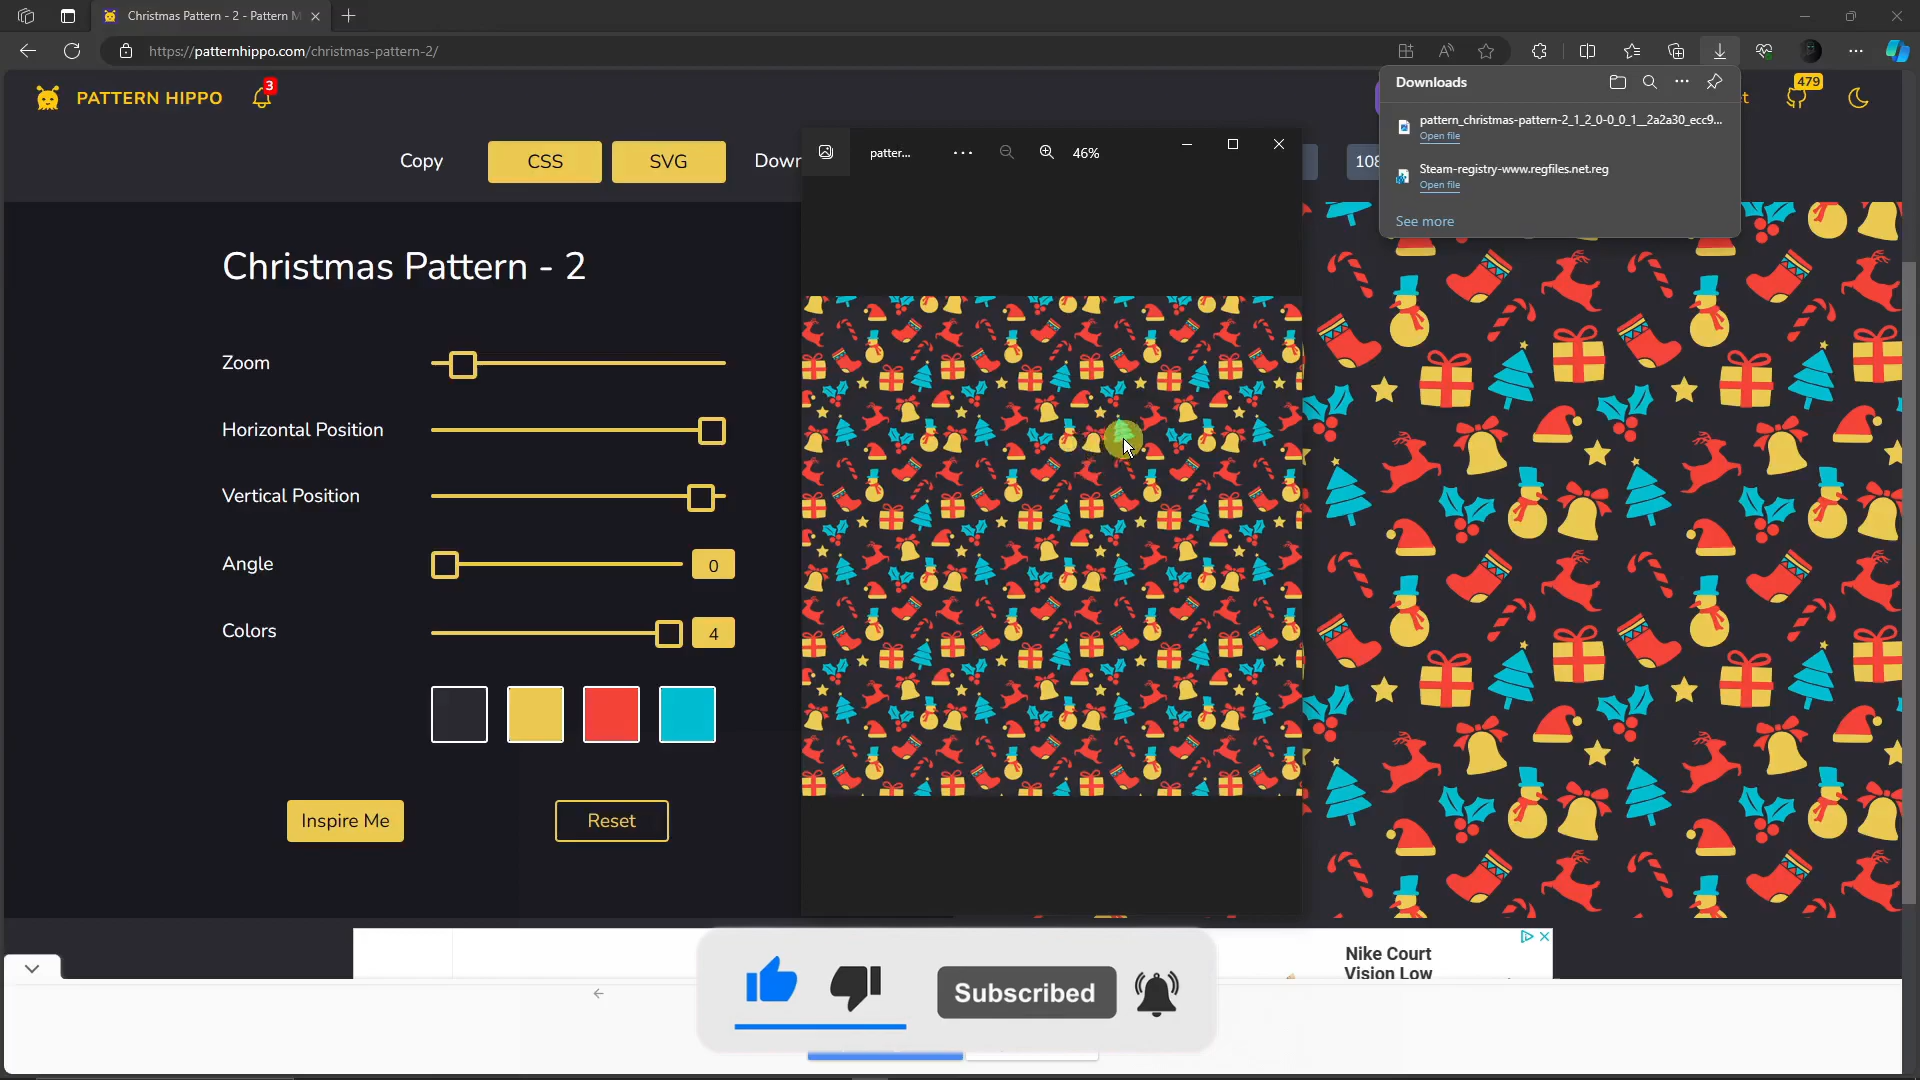 Christmas Pattern - 2 - Pattern M
https://patternhippo.com/christmas-pattern-2/
PATTERN HIPPO
3
479
Downloads
pattern_christmas-pattern-2_1_2_0-0_0_1__2a2a30_ecc9...
Open file
Steam-registry-www.regfiles.net.reg
Open file
See more
Copy
CSS
SVG
Down
108
patter...
46%
Christmas Pattern - 2
Zoom
Horizontal Position
Vertical Position
Angle
0
Colors
4
Inspire Me
Reset
Nike Court
Vision Low
Subscribed